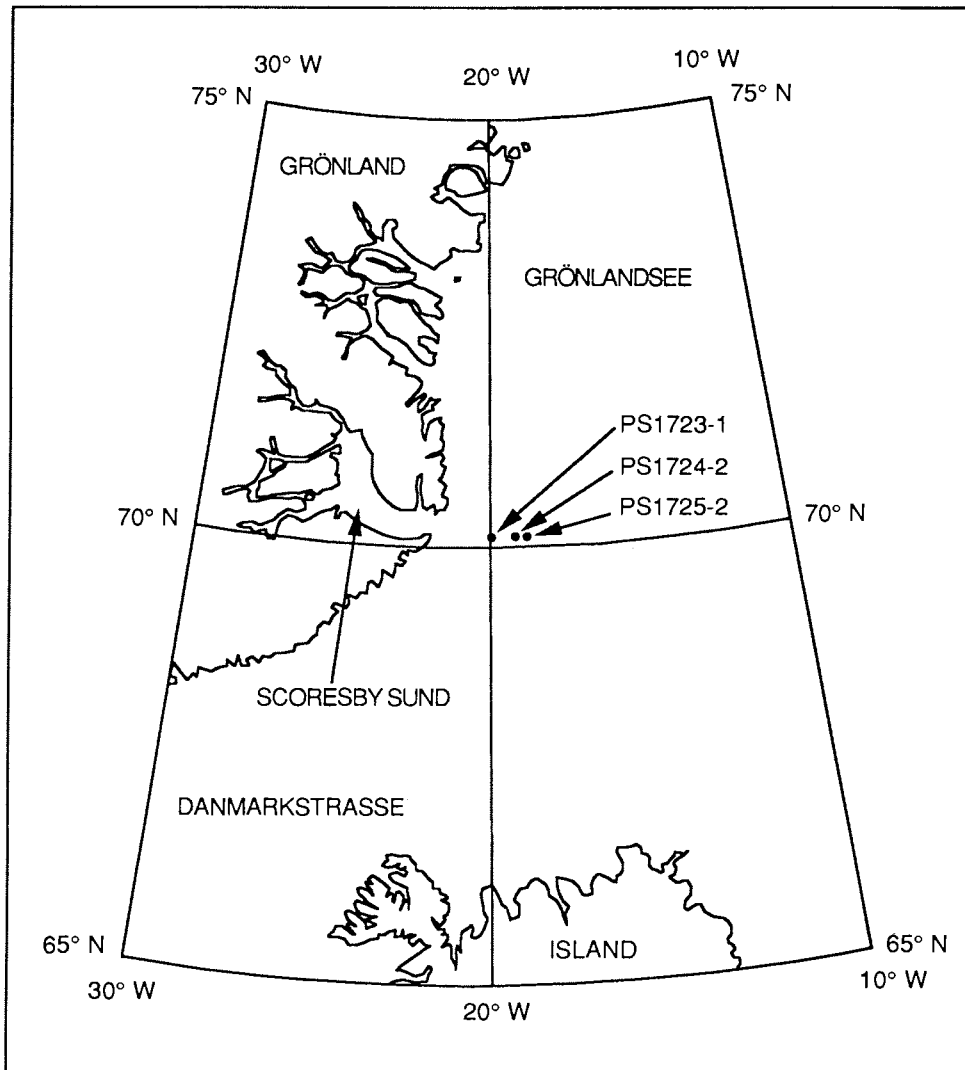 30° W
20° W
10° W
75° N
75° N
GRÖNLAND
GRÖNLANDSEE
PS1723-1
PS1724-2
PS1725-2
70° N
70° N
SCORESBY SUND
DANMARKSTRASSE
ISLAND
65° N
65° N
30° W
20° W
10° W